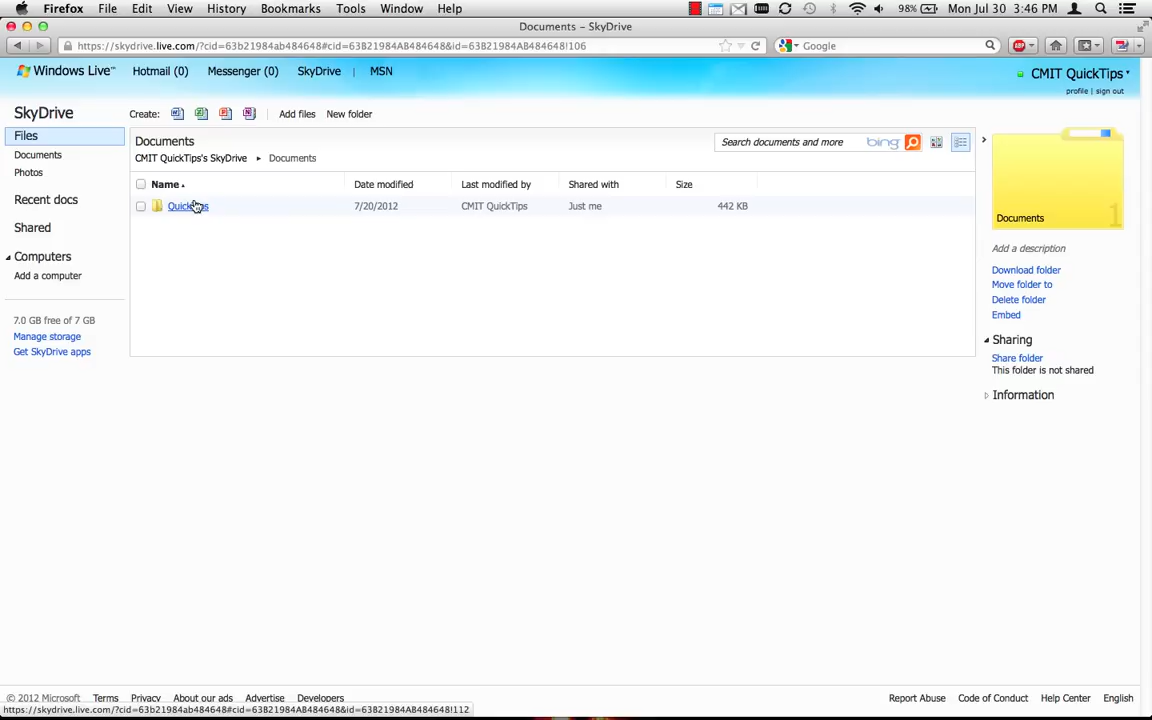 Firefox File Edit View History Bookmarks Tools Window Help 98% Mon Jul 30 3:46 PM
Documents – SkyDrive
https://skydrive.live.com/?cid=63b21984ab484648#cid=63B21984AB484648&id=63B21984AB484648!106 Google
Windows Live™ Hotmail (0) Messenger (0) SkyDrive | MSN CMIT QuickTips
profile | sign out
SkyDrive Create: Add files New folder
Files
Documents
Photos
Recent docs
Shared
Computers
Add a computer
7.0 GB free of 7 GB
Manage storage
Get SkyDrive apps
Documents Search documents and more bing
CMIT QuickTips's SkyDrive ▸ Documents
Name Date modified Last modified by Shared with Size
QuickTips 7/20/2012 CMIT QuickTips Just me 442 KB
Documents 1
Add a description
Download folder
Move folder to
Delete folder
Embed
Sharing
Share folder
This folder is not shared
Information
© 2012 Microsoft Terms Privacy About our ads Advertise Developers Report Abuse Code of Conduct Help Center English
https://skydrive.live.com/?cid=63b21984ab484648#cid=63B21984AB484648&id=63B21984AB484648!112